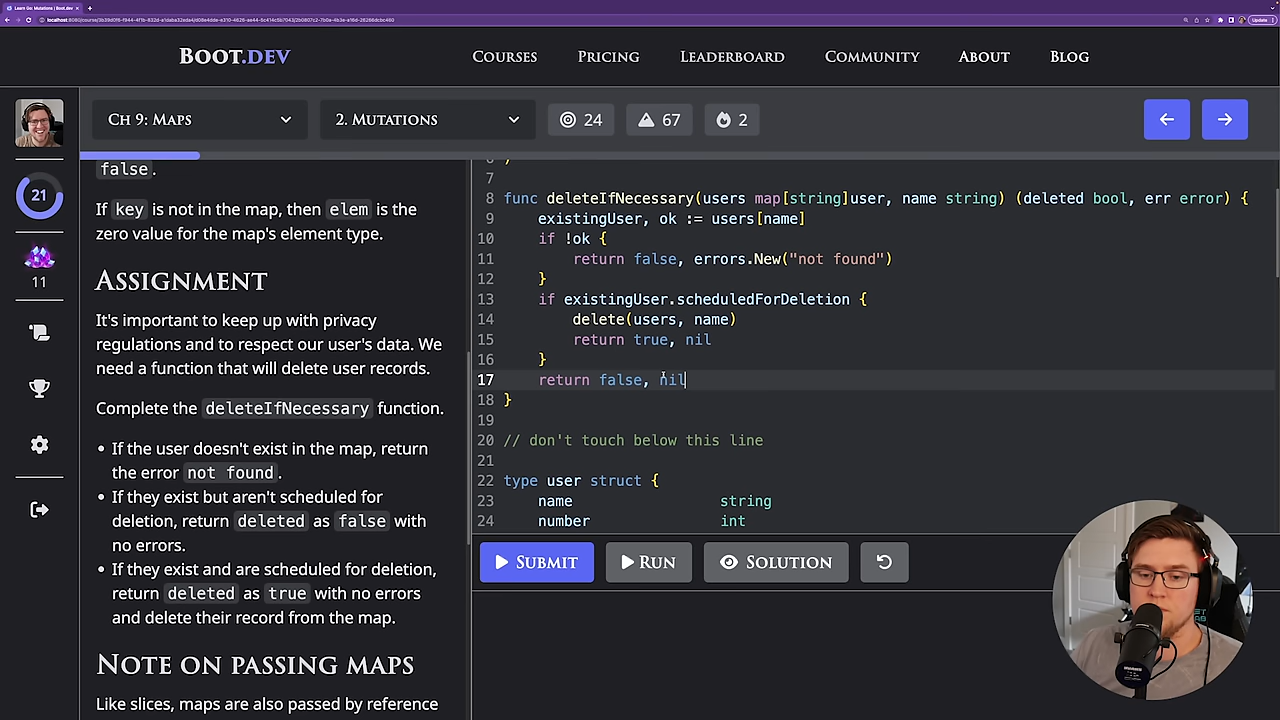 Learn Go: Mutations | Boot.dev
Update
BOOT.DEV
COURSES
PRICING
LEADERBOARD
COMMUNITY
ABOUT
BLOG
CH 9: MAPS
2. MUTATIONS
24
67
2
21
11
false.
If key is not in the map, then elem is the
zero value for the map's element type.
ASSIGNMENT
It's important to keep up with privacy
regulations and to respect our user's data. We
need a function that will delete user records.
Complete the deleteIfNecessary function.
• If the user doesn't exist in the map, return
the error not found.
• If they exist but aren't scheduled for
deletion, return deleted as false with
no errors.
• If they exist and are scheduled for deletion,
return deleted as true with no errors
and delete their record from the map.
NOTE ON PASSING MAPS
Like slices, maps are also passed by reference
6 )
7
8 func deleteIfNecessary(users map[string]user, name string) (deleted bool, err error) {
9 existingUser, ok := users[name]
10 if !ok {
11 return false, errors.New("not found")
12 }
13 if existingUser.scheduledForDeletion {
14 delete(users, name)
15 return true, nil
16 }
17 return false, nil
18 }
19
20 // don't touch below this line
21
22 type user struct {
23 name string
24 number int
SUBMIT
RUN
SOLUTION